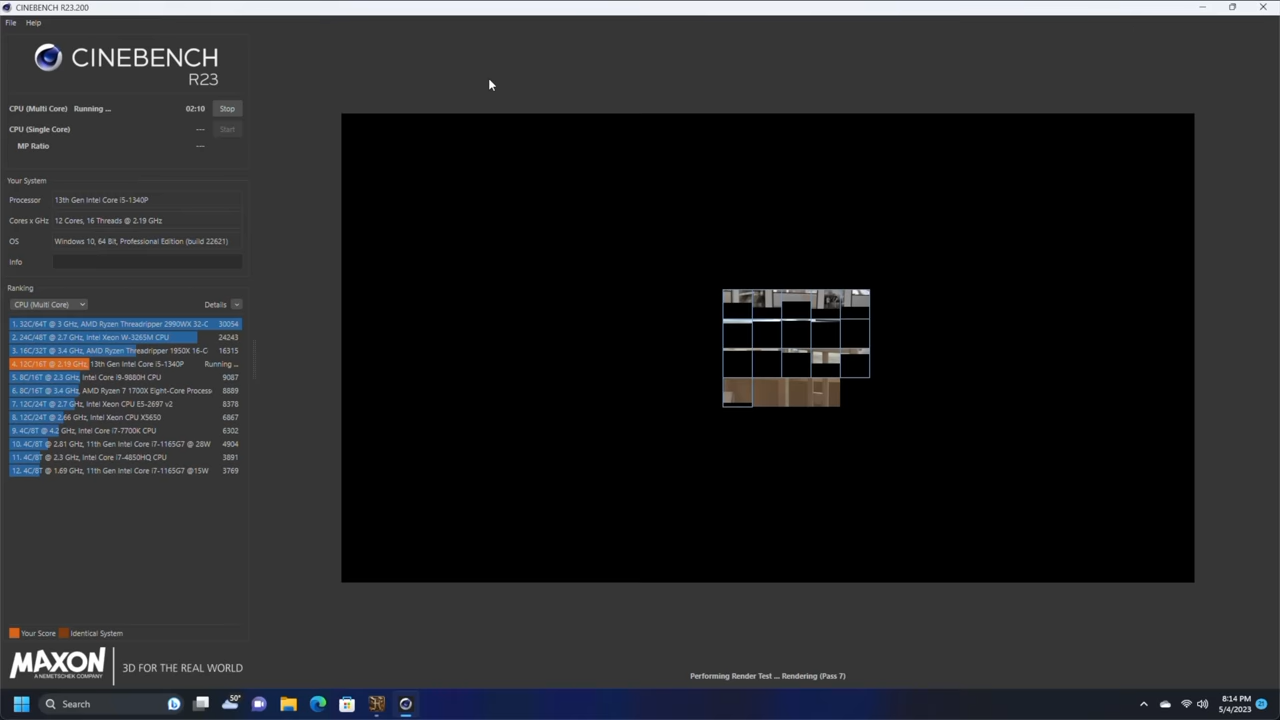 CINEBENCH R23.200
File Help
CINEBENCH
R23
CPU (Multi Core) Running ... 02:10 Stop
CPU (Single Core) --- Start
MP Ratio ---
Your System
Processor 13th Gen Intel Core i5-1340P
Cores x GHz 12 Cores, 16 Threads @ 2.19 GHz
OS Windows 10, 64 Bit, Professional Edition (build 22621)
Info
Ranking
CPU (Multi Core) Details
1. 32C/64T @ 3 GHz, AMD Ryzen Threadripper 2990WX 32-C 30054
2. 24C/48T @ 2.7 GHz, Intel Xeon W-3265M CPU 24243
3. 16C/32T @ 3.4 GHz, AMD Ryzen Threadripper 1950X 16-C 16315
4. 12C/16T @ 2.19 GHz, 13th Gen Intel Core i5-1340P Running ...
5. 8C/16T @ 2.3 GHz, Intel Core i9-9880H CPU 9087
6. 8C/16T @ 3.4 GHz, AMD Ryzen 7 1700X Eight-Core Process 8889
7. 12C/24T @ 2.7 GHz, Intel Xeon CPU E5-2697 v2 8378
8. 12C/24T @ 2.66 GHz, Intel Xeon CPU X5650 6867
9. 4C/8T @ 4.2 GHz, Intel Core i7-7700K CPU 6302
10. 4C/8T @ 2.81 GHz, 11th Gen Intel Core i7-1165G7 @ 28W 4904
11. 4C/8T @ 2.3 GHz, Intel Core i7-4850HQ CPU 3891
12. 4C/8T @ 1.69 GHz, 11th Gen Intel Core i7-1165G7 @15W 3769
Your Score Identical System
MAXON 3D FOR THE REAL WORLD
A NEMETSCHEK COMPANY
Performing Render Test ... Rendering (Pass 7)
Search
50°
8:14 PM
5/4/2023